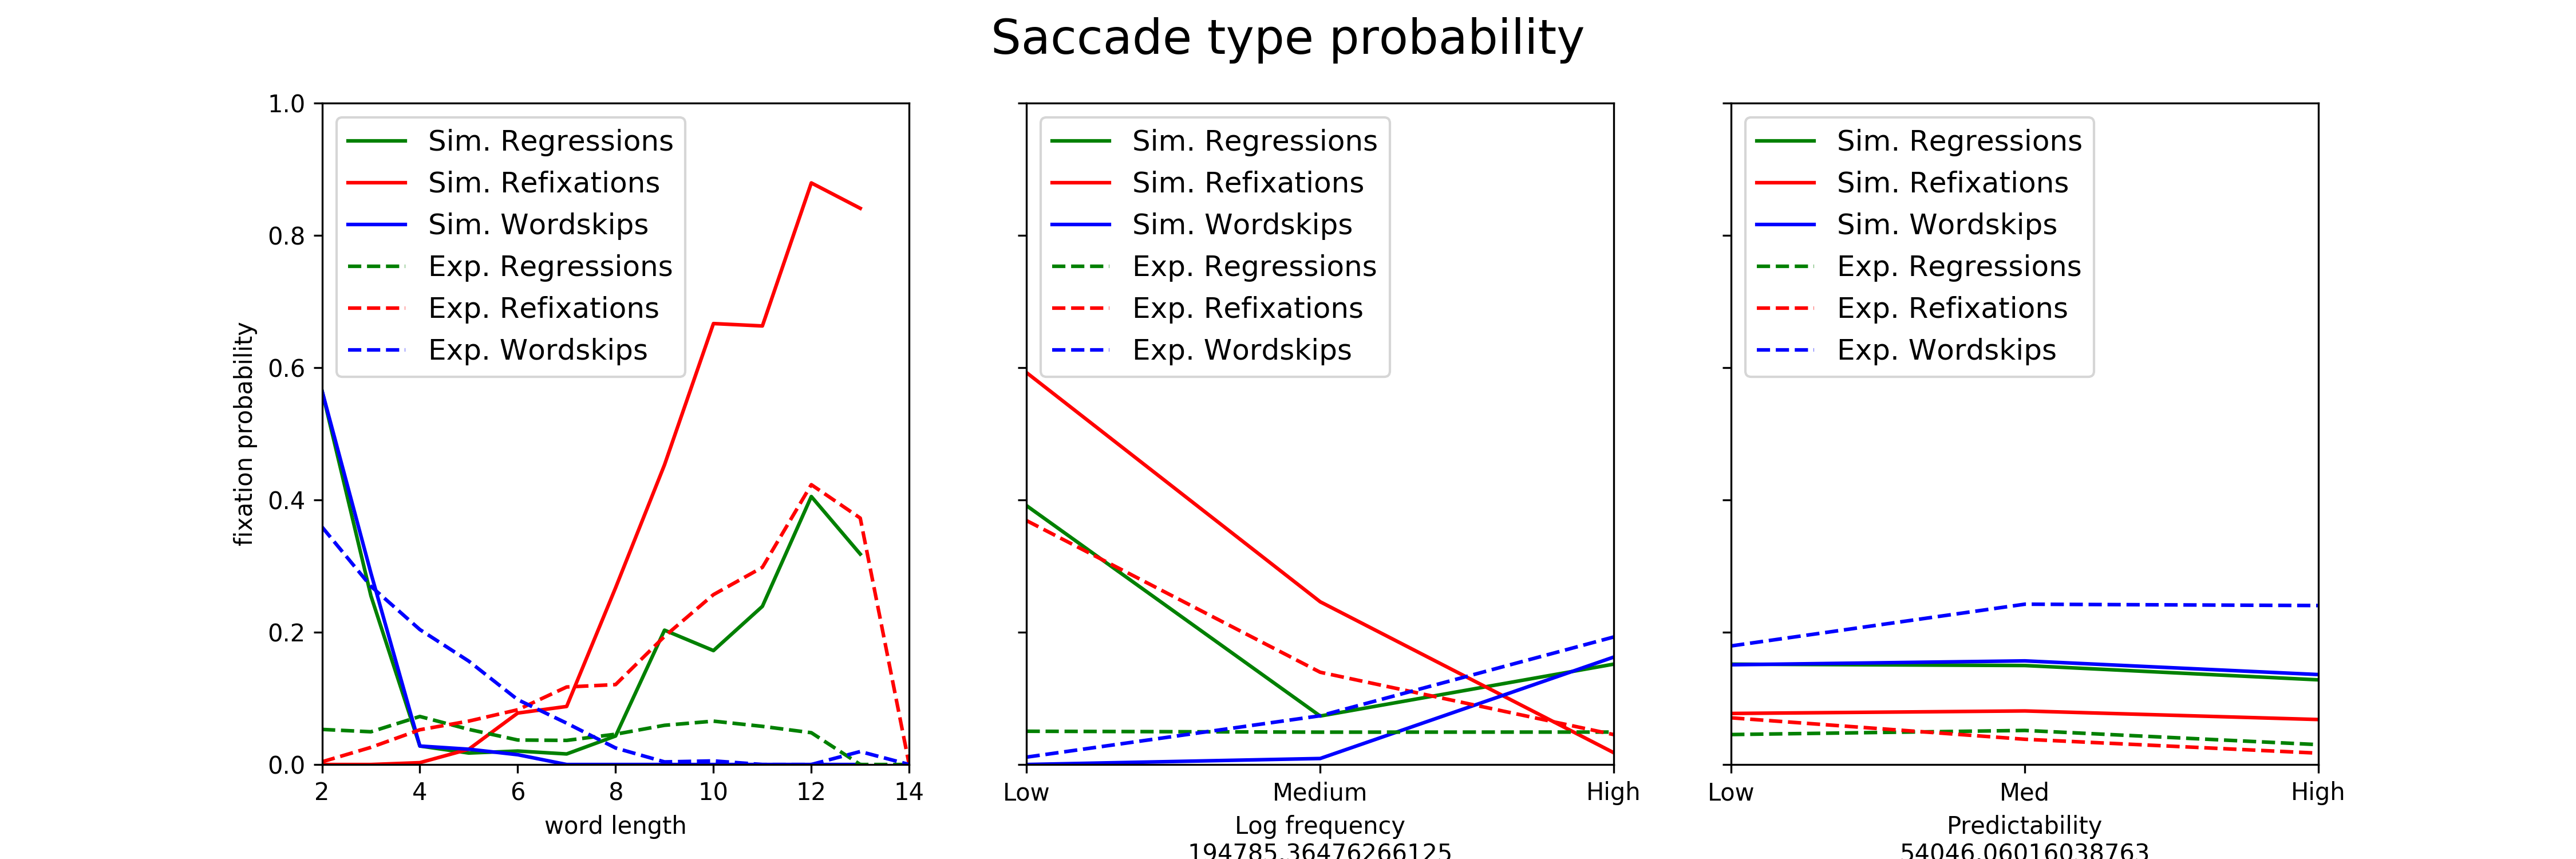 Saccade type probability
fixation probability
1.0
0.8
0.6
0.4
0.2
0.0
Sim. Regressions
Sim. Refixations
Sim. Wordskips
Exp. Regressions
Exp. Refixations
Exp. Wordskips
2 4 6 8 10 12 14
word length
Sim. Regressions
Sim. Refixations
Sim. Wordskips
Exp. Regressions
Exp. Refixations
Exp. Wordskips
Low Medium High
Log frequency
194785.36476266125
Sim. Regressions
Sim. Refixations
Sim. Wordskips
Exp. Regressions
Exp. Refixations
Exp. Wordskips
Low Med High
Predictability
54046.06016038763